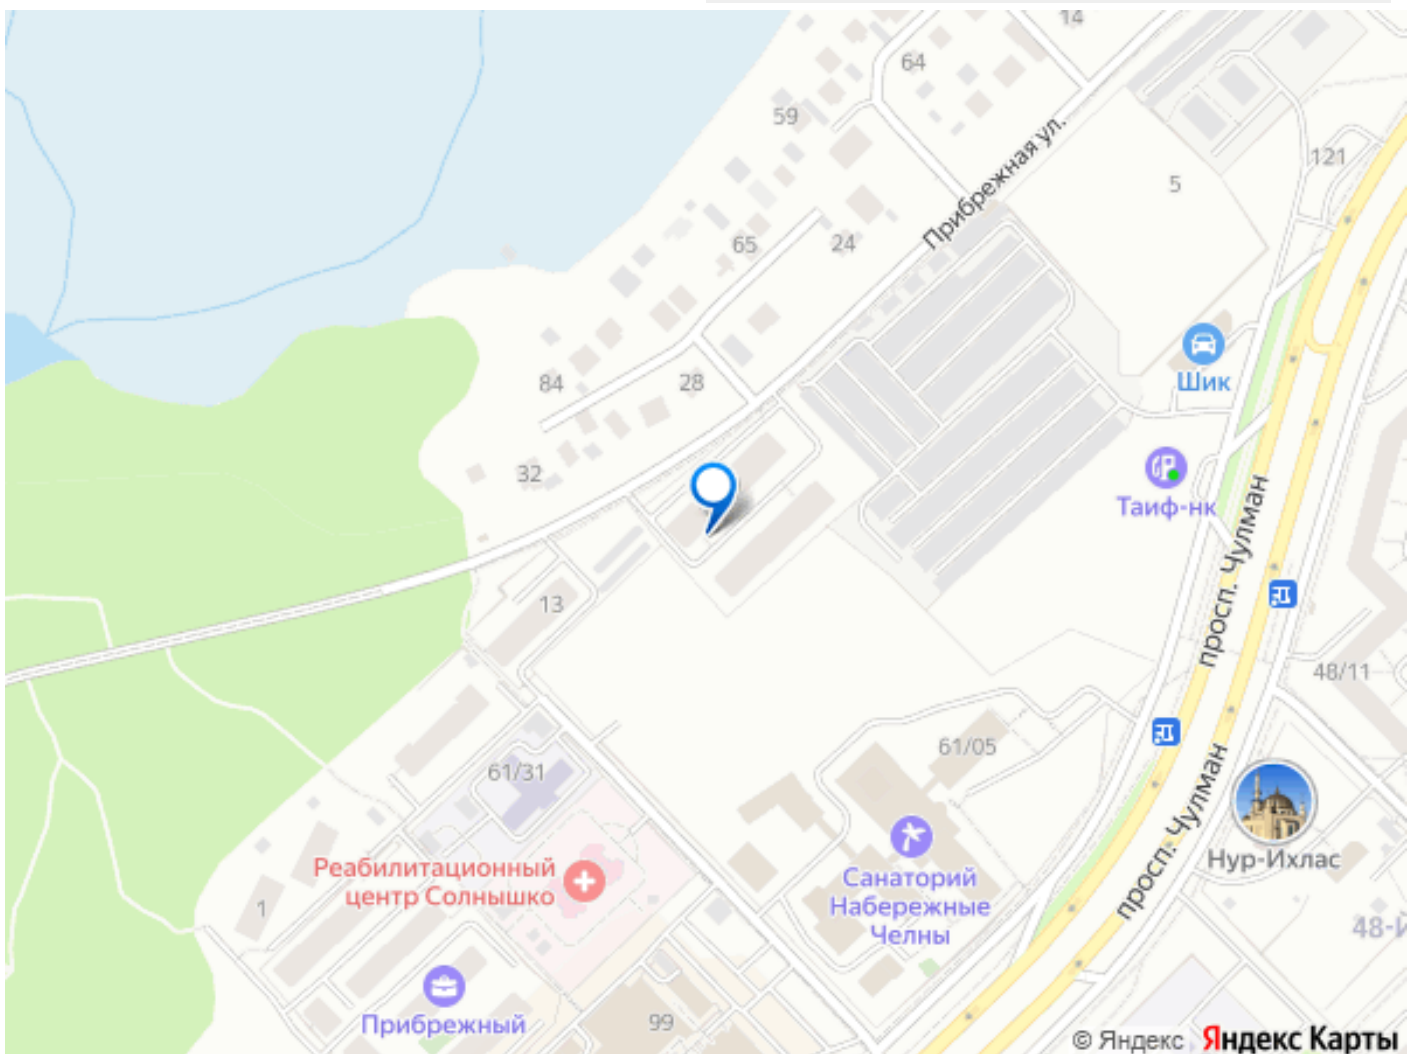 14
64
59
Прибрежная ул.
121
5
65
24
Шик
84
28
32
Таиф-нк
просп. Чулман
13
48/11
61/05
61/31
просп. Чулман
Нур-Ихлас
Реабилитационный
центр Солнышко
Санаторий
Набережные
Челны
1
48-Й
Прибрежный
99
© Яндекс Яндекс Карты